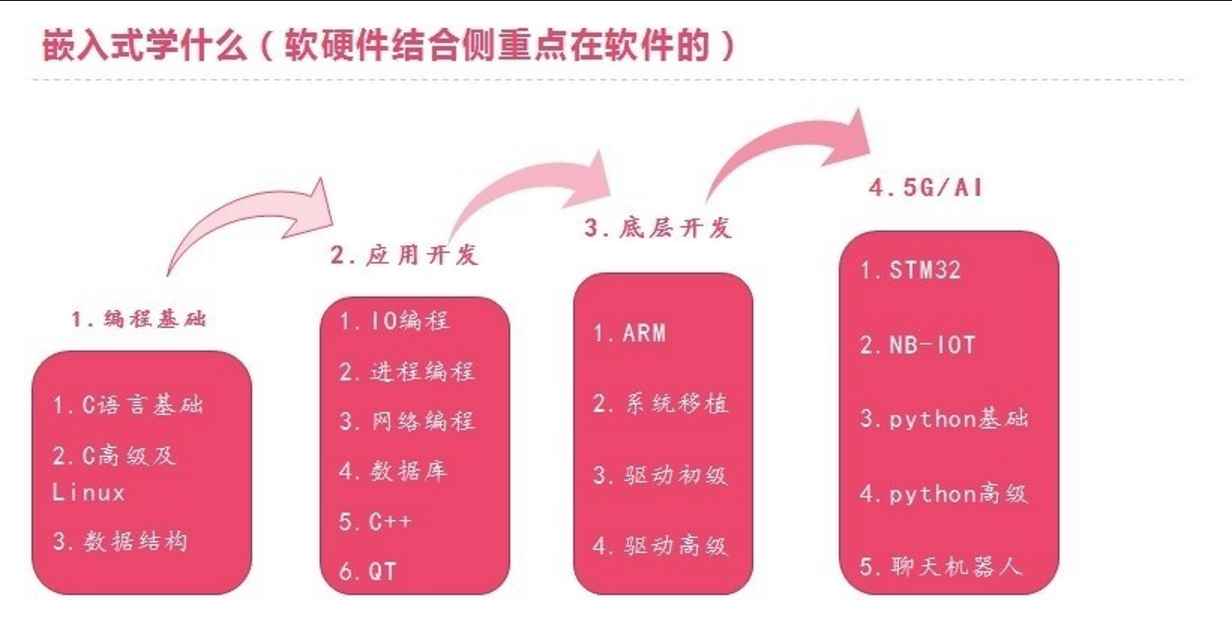 嵌入式学什么（软硬件结合侧重点在软件的）
1.编程基础
1.C语言基础
2.C高级及
Linux
3.数据结构
2.应用开发
1.IO编程
2.进程编程
3.网络编程
4.数据库
5.C++
6.QT
3.底层开发
1.ARM
2.系统移植
3.驱动初级
4.驱动高级
4.5G/AI
1.STM32
2.NB-IOT
3.python基础
4.python高级
5.聊天机器人